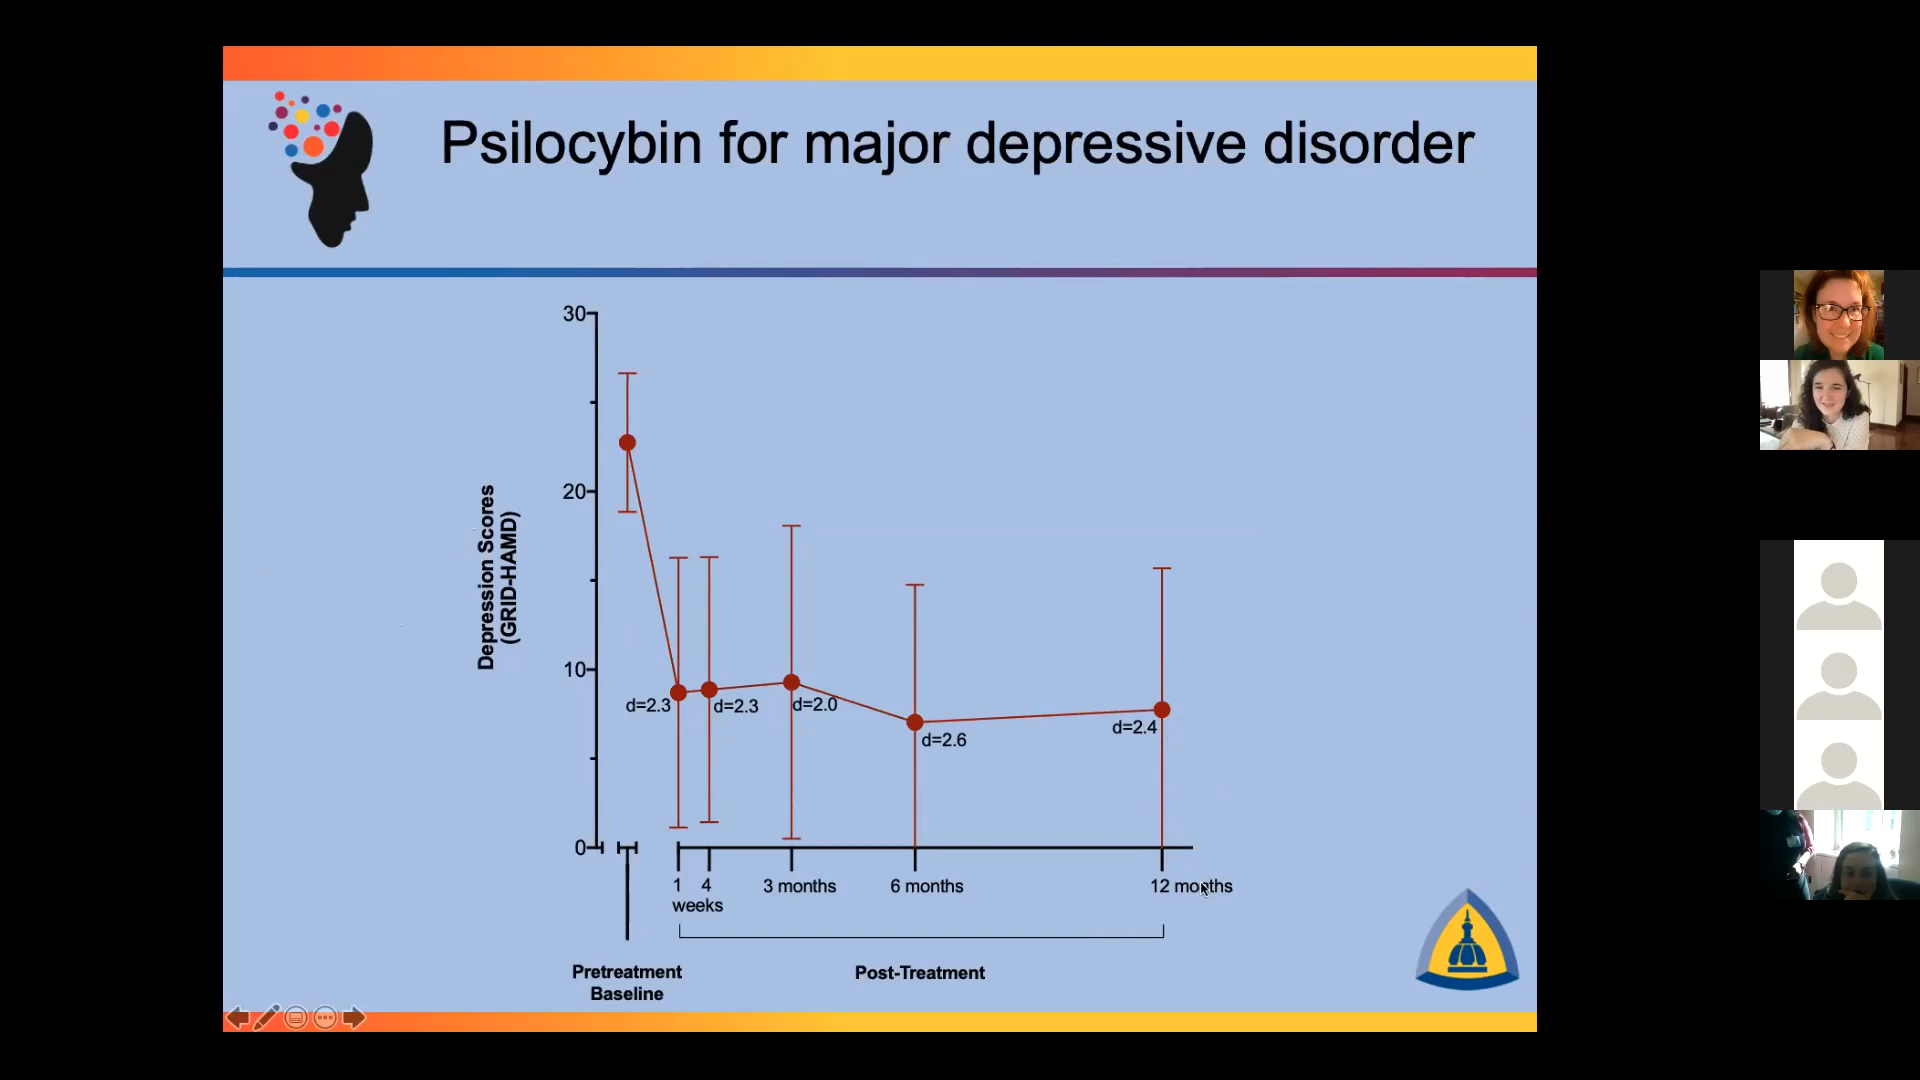 Psilocybin for major depressive disorder
30
20
10
0
Depression Scores
(GRID-HAMD)
d=2.3
d=2.3
d=2.0
d=2.6
d=2.4
1
4
weeks
3 months
6 months
12 months
Pretreatment
Baseline
Post-Treatment